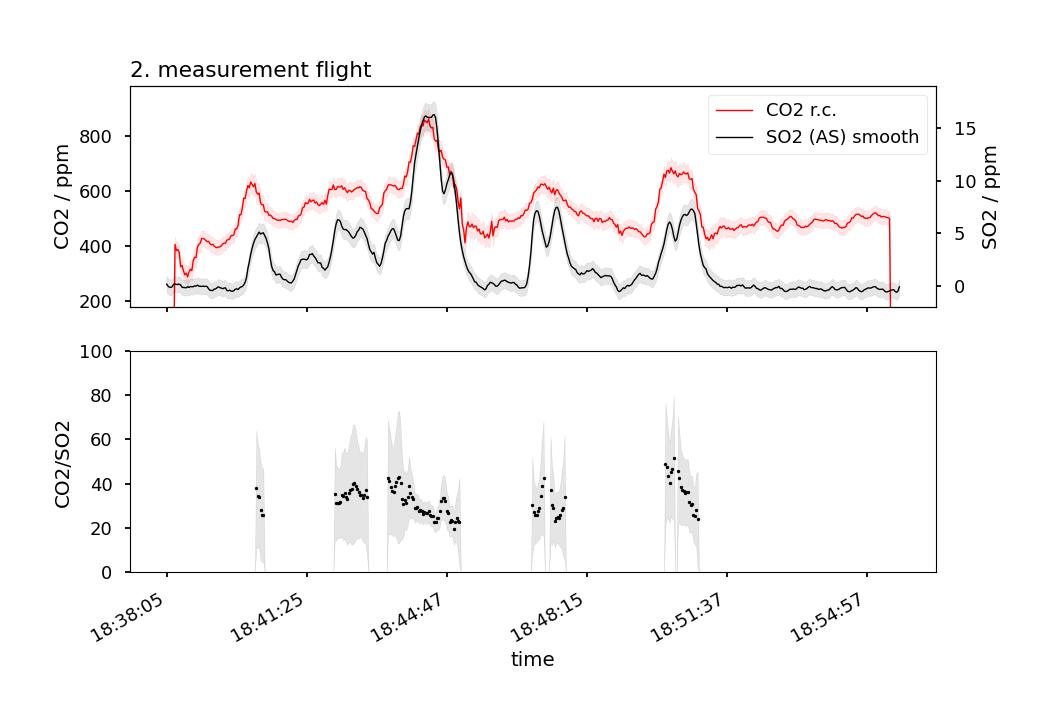 2. measurement flight
CO2 r.c.
SO2 (AS) smooth
CO2 / ppm
800
600
400
200
SO2 / ppm
15
10
5
0
CO2/SO2
100
80
60
40
20
0
18:38:05
18:41:25
18:44:47
18:48:15
18:51:37
18:54:57
time